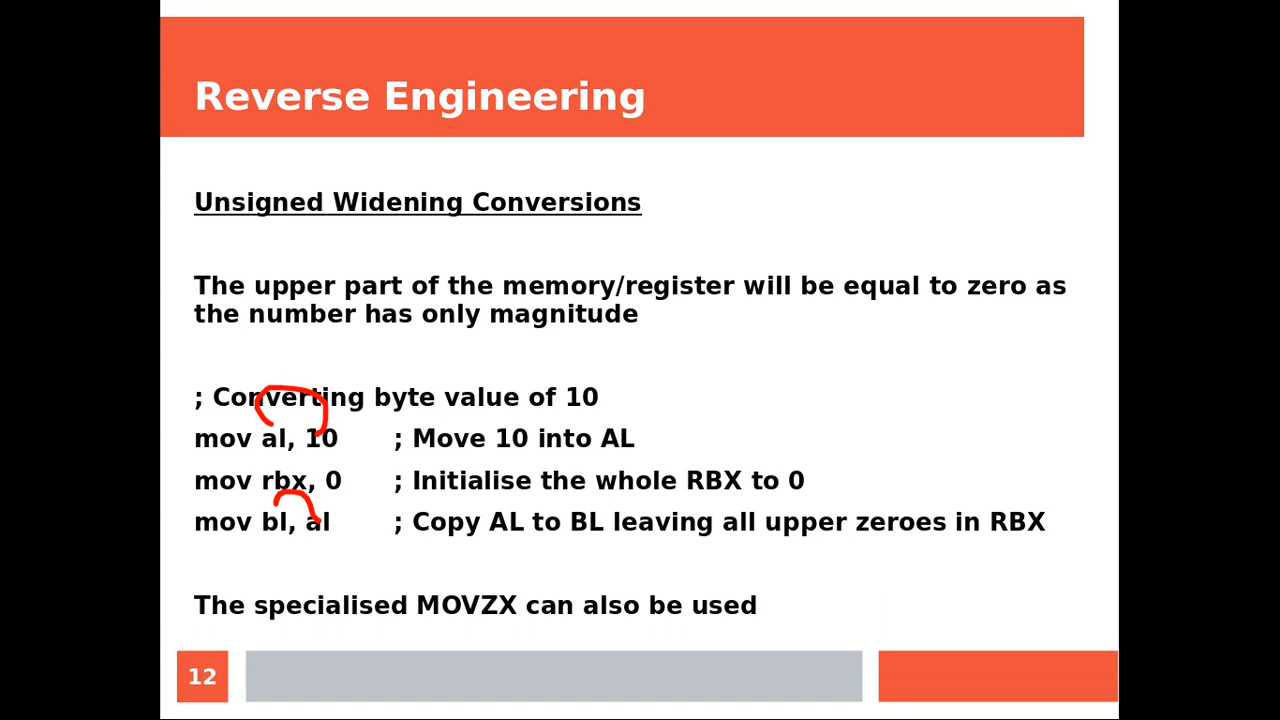 Reverse Engineering
Unsigned Widening Conversions
The upper part of the memory/register will be equal to zero as
the number has only magnitude
; Converting byte value of 10
mov al, 10 ; Move 10 into AL
mov rbx, 0 ; Initialise the whole RBX to 0
mov bl, al ; Copy AL to BL leaving all upper zeroes in RBX
The specialised MOVZX can also be used
12